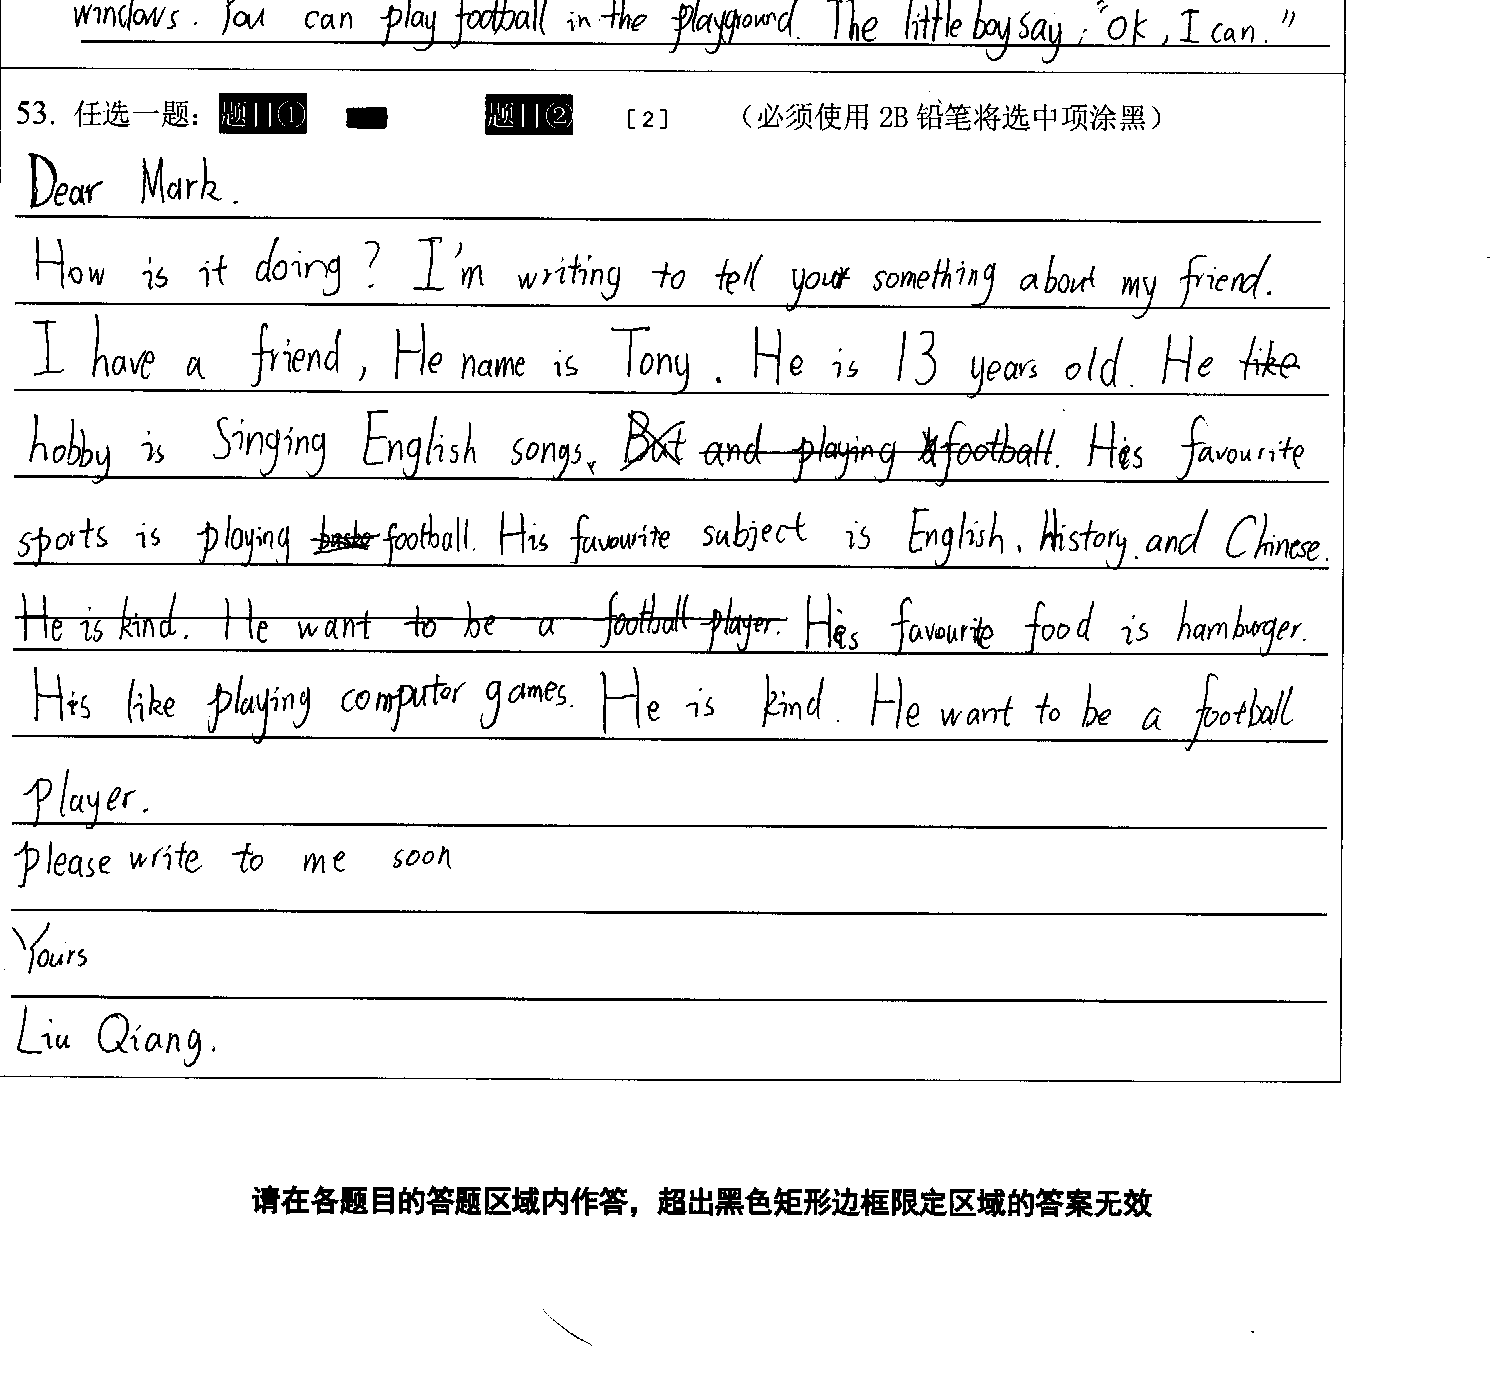 windows. You can play football in the playground. The little boy say, "OK, I can."
53. 任选一题: 题目① 题目② [2] (必须使用 2B 铅笔将选中项涂黑)
Dear Mark.
How is it doing? I'm writing to tell your something about my friend.
I have a friend, He name is Tony. He is 13 years old. He like
hobby is Singing English songs. But and playing football. His favourite
sports is playing baske football. His favourite subject is English, History, and Chinese.
He is kind. He want to be a football player. His favourite food is hamburger.
His like playing computer games. He is kind. He want to be a football
player.
please write to me soon
Yours
Liu Qiang.
请在各题目的答题区域内作答，超出黑色矩形边框限定区域的答案无效